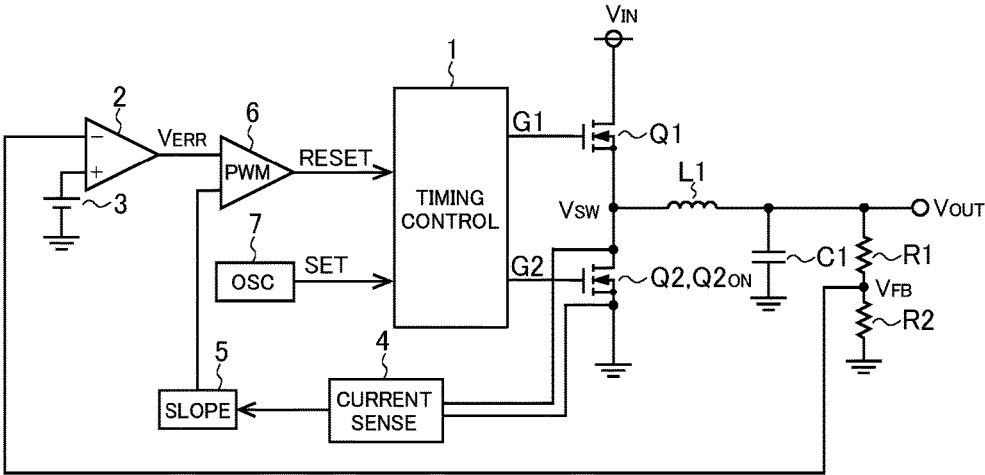 VIN
1
2
6
VERR
G1
Q1
RESET
PWM
L1
−
+
3
TIMING
CONTROL
VSW
VOUT
7
OSC
SET
G2
Q2,Q2ON
C1
R1
VFB
R2
5
4
SLOPE
CURRENT
SENSE